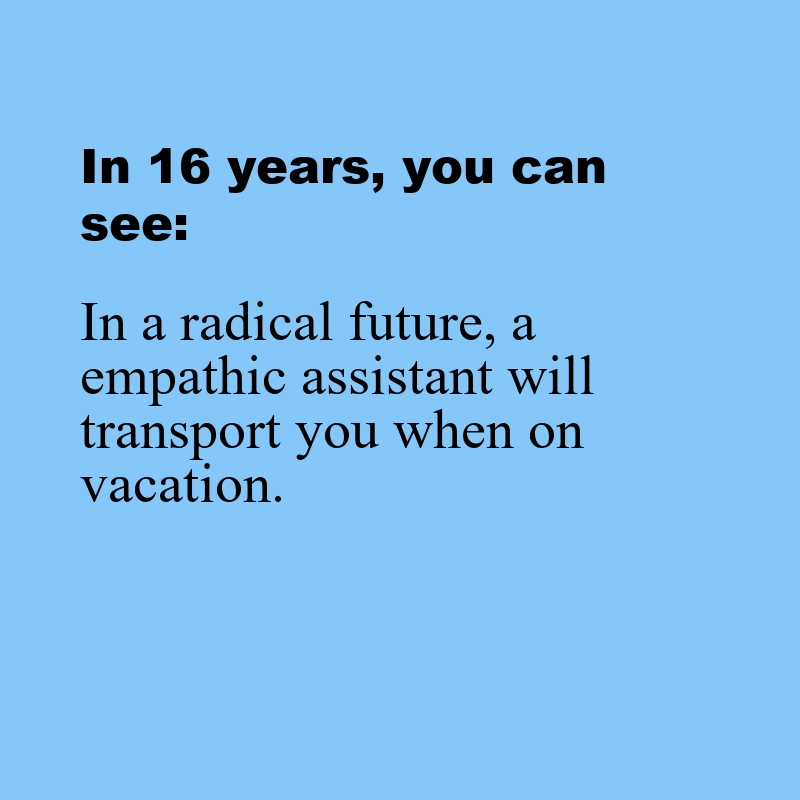 In 16 years, you can
see:
In a radical future, a
empathic assistant will
transport you when on
vacation.